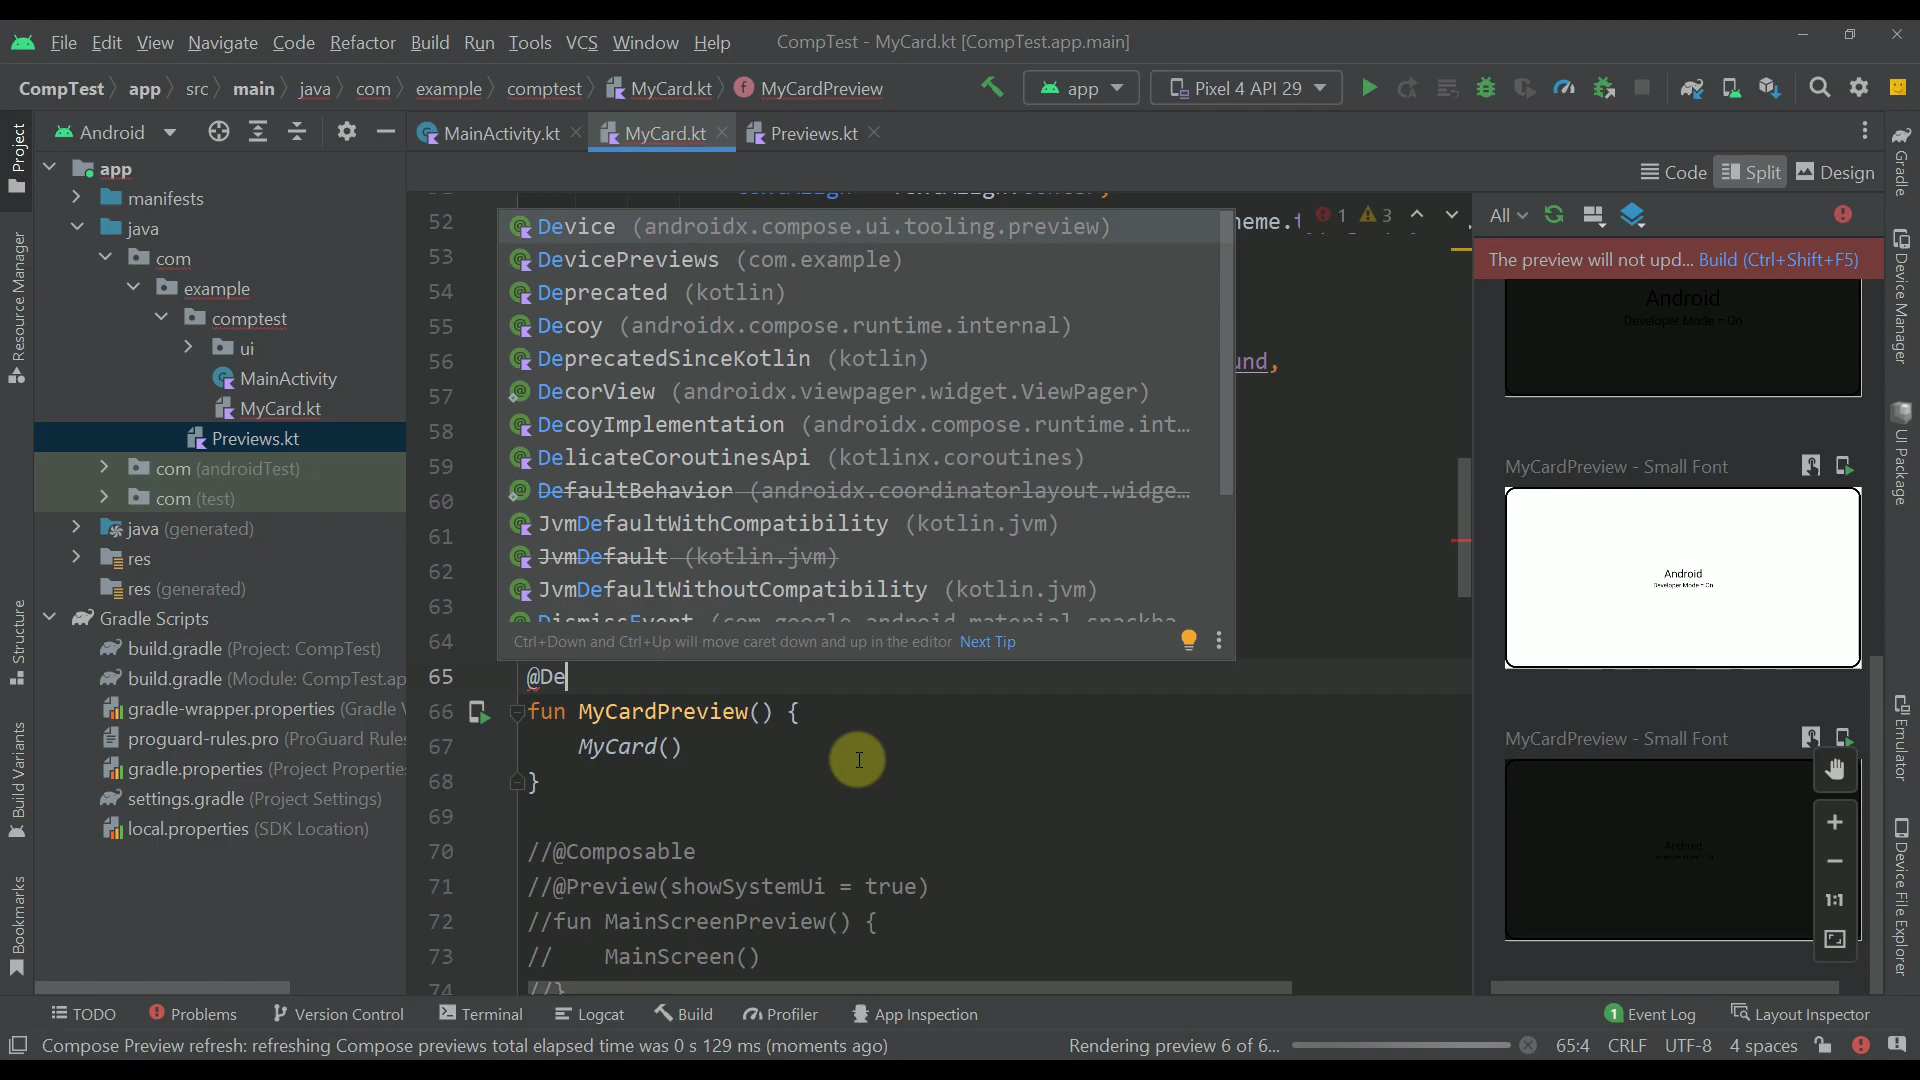 File Edit View Navigate Code Refactor Build Run Tools VCS Window Help CompTest - MyCard.kt [CompTest.app.main]
CompTest app src main java com example comptest MyCard.kt MyCardPreview app Pixel 4 API 29
Project
Android
MainActivity.kt MyCard.kt Previews.kt
Code Split Design
app
manifests
java
com
example
comptest
ui
MainActivity
MyCard.kt
Previews.kt
com (androidTest)
com (test)
java (generated)
res
res (generated)
Gradle Scripts
build.gradle (Project: CompTest)
build.gradle (Module: CompTest.ap
gradle-wrapper.properties (Gradle V
proguard-rules.pro (ProGuard Rules
gradle.properties (Project Properties
settings.gradle (Project Settings)
local.properties (SDK Location)
Resource Manager
Structure
Build Variants
Bookmarks
52 heme.t 1 3
53
54
55
56 und,
57
58
59
60
61
62
63
64
Device (androidx.compose.ui.tooling.preview)
DevicePreviews (com.example)
Deprecated (kotlin)
Decoy (androidx.compose.runtime.internal)
DeprecatedSinceKotlin (kotlin)
DecorView (androidx.viewpager.widget.ViewPager)
DecoyImplementation (androidx.compose.runtime.int...
DelicateCoroutinesApi (kotlinx.coroutines)
DefaultBehavior (androidx.coordinatorlayout.widge...
JvmDefaultWithCompatibility (kotlin.jvm)
JvmDefault (kotlin.jvm)
JvmDefaultWithoutCompatibility (kotlin.jvm)
Ctrl+Down and Ctrl+Up will move caret down and up in the editor Next Tip
65 @De
66 fun MyCardPreview() {
67 MyCard()
68 }
69
70 //@Composable
71 //@Preview(showSystemUi = true)
72 //fun MainScreenPreview() {
73 // MainScreen()
74 //}
All
The preview will not upd... Build (Ctrl+Shift+F5)
Android
Developer Mode = On
MyCardPreview - Small Font
Android
Developer Mode = On
MyCardPreview - Small Font
Android
1:1
Gradle
Device Manager
UI Package
Emulator
Device File Explorer
TODO Problems Version Control Terminal Logcat Build Profiler App Inspection 1 Event Log Layout Inspector
Compose Preview refresh: refreshing Compose previews total elapsed time was 0 s 129 ms (moments ago) Rendering preview 6 of 6... 65:4 CRLF UTF-8 4 spaces